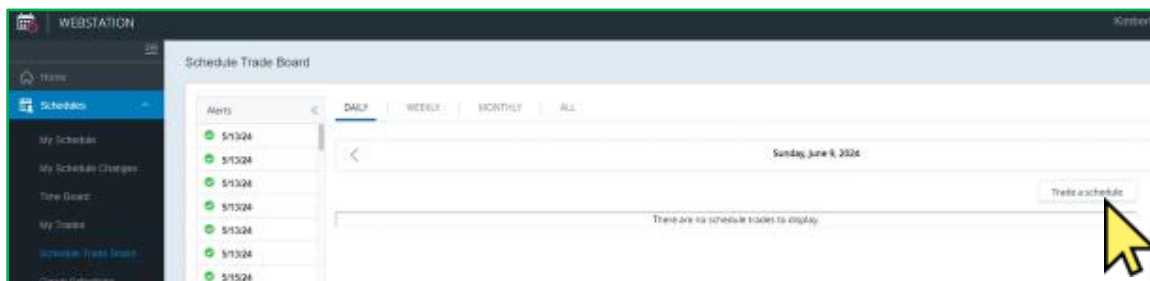 WEBSTATION
Schedule Trade Board
Home
Schedules
My Schedule
My Schedule Changes
Time Board
My Trades
Schedule Trade Board
Alerts
5/13/24
5/13/24
5/13/24
5/13/24
5/13/24
5/13/24
5/15/24
DAILY WEEKLY MONTHLY ALL
Sunday, June 9, 2024
Trade a schedule
There are no schedule trades to display.